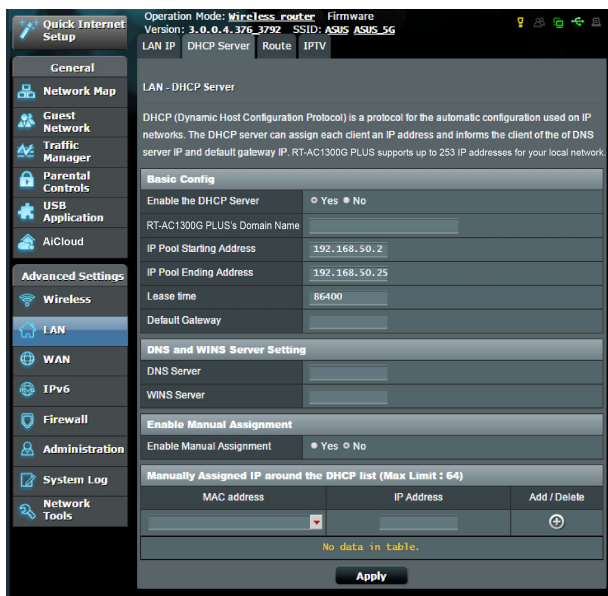 Quick Internet
Setup
Operation Mode: Wireless router Firmware
Version: 3.0.0.4.376_3792 SSID: ASUS ASUS_5G
LAN IP DHCP Server Route IPTV
General
Network Map
Guest
Network
Traffic
Manager
Parental
Controls
USB
Application
AiCloud
Advanced Settings
Wireless
LAN
WAN
IPv6
Firewall
Administration
System Log
Network
Tools
LAN - DHCP Server
DHCP (Dynamic Host Configuration Protocol) is a protocol for the automatic configuration used on IP
networks. The DHCP server can assign each client an IP address and informs the client of the of DNS
server IP and default gateway IP. RT-AC1300G PLUS supports up to 253 IP addresses for your local network.
Basic Config
Enable the DHCP Server Yes No
RT-AC1300G PLUS's Domain Name
IP Pool Starting Address 192.168.50.2
IP Pool Ending Address 192.168.50.25
Lease time 86400
Default Gateway
DNS and WINS Server Setting
DNS Server
WINS Server
Enable Manual Assignment
Enable Manual Assignment Yes No
Manually Assigned IP around the DHCP list (Max Limit : 64)
MAC address IP Address Add / Delete
No data in table.
Apply